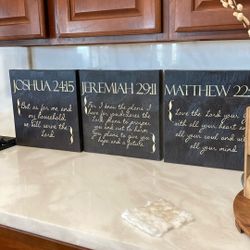 JOSHUA 24:15
But as for me and
my household
we will serve the
Lord
JEREMIAH 29:11
For I know the plans I
have for you declares the
Lord plans to prosper
you and not to harm
you plans to give you
hope and a future
MATTHEW 22:
Love the Lord your G
with all your heart a
all your soul and w
all your mind